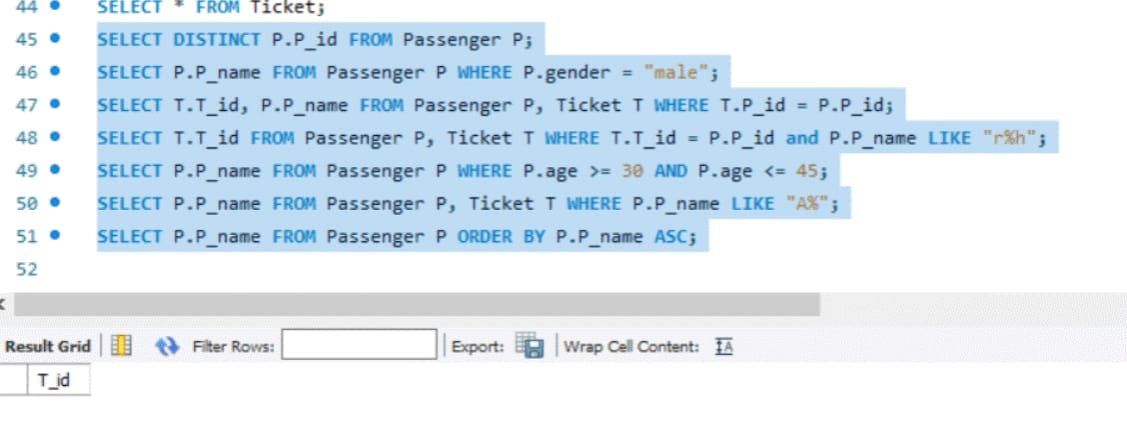 44 SELECT * FROM Ticket;
45 SELECT DISTINCT P.P_id FROM Passenger P;
46 SELECT P.P_name FROM Passenger P WHERE P.gender = "male";
47 SELECT T.T_id, P.P_name FROM Passenger P, Ticket T WHERE T.P_id = P.P_id;
48 SELECT T.T_id FROM Passenger P, Ticket T WHERE T.T_id = P.P_id and P.P_name LIKE "r%h";
49 SELECT P.P_name FROM Passenger P WHERE P.age >= 30 AND P.age <= 45;
50 SELECT P.P_name FROM Passenger P, Ticket T WHERE P.P_name LIKE "A%";
51 SELECT P.P_name FROM Passenger P ORDER BY P.P_name ASC;
52
Result Grid Filter Rows: Export: Wrap Cell Content: IA
T_id